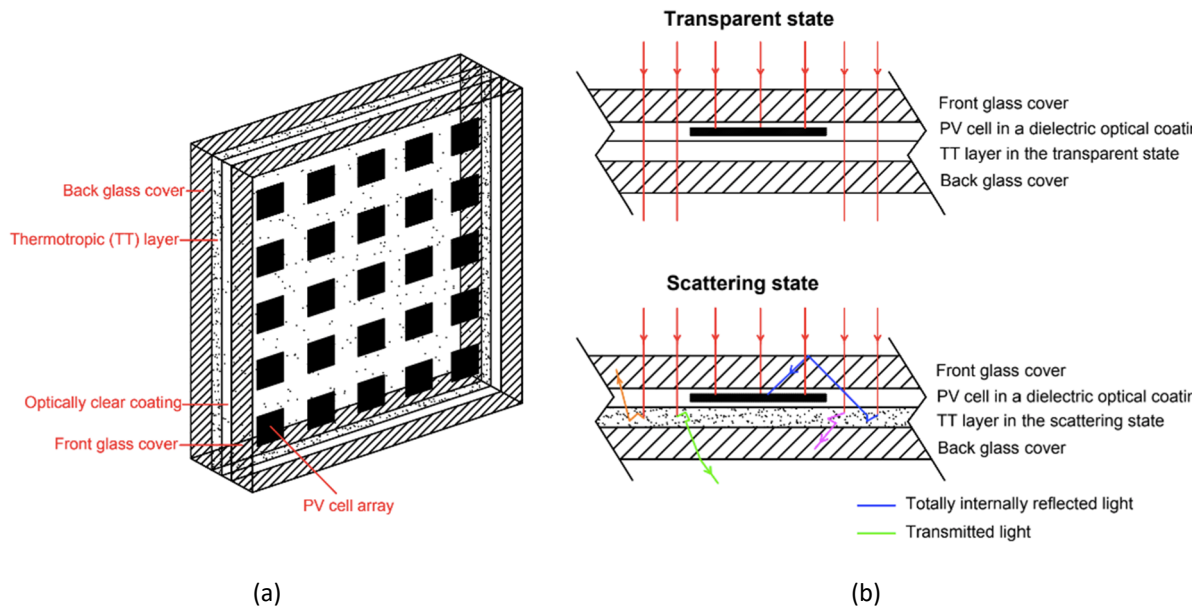 Back glass cover
Thermotropic (TT) layer
Optically clear coating
Front glass cover
PV cell array
(a)
Transparent state
Front glass cover
PV cell in a dielectric optical coatin
TT layer in the transparent state
Back glass cover
Scattering state
Front glass cover
PV cell in a dielectric optical coatin
TT layer in the scattering state
Back glass cover
Totally internally reflected light
Transmitted light
(b)